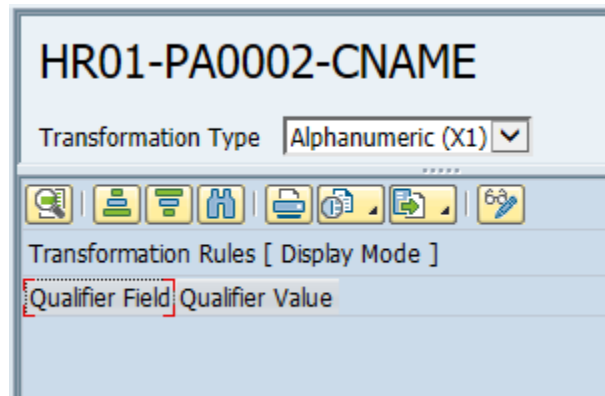 HR01-PA0002-CNAME
Transformation Type Alphanumeric (X1)
Transformation Rules [ Display Mode ]
Qualifier Field Qualifier Value